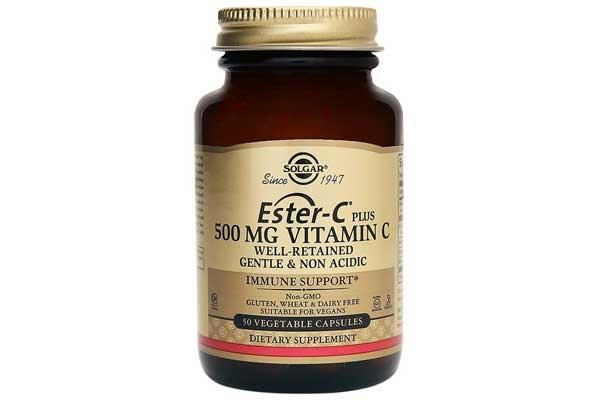 SOLGAR®
Since 1947
Ester-C® PLUS
500 MG VITAMIN C
WELL-RETAINED
GENTLE & NON ACIDIC
IMMUNE SUPPORT*
Non-GMO
GLUTEN, WHEAT & DAIRY FREE
SUITABLE FOR VEGANS
50 VEGETABLE CAPSULES
DIETARY SUPPLEMENT